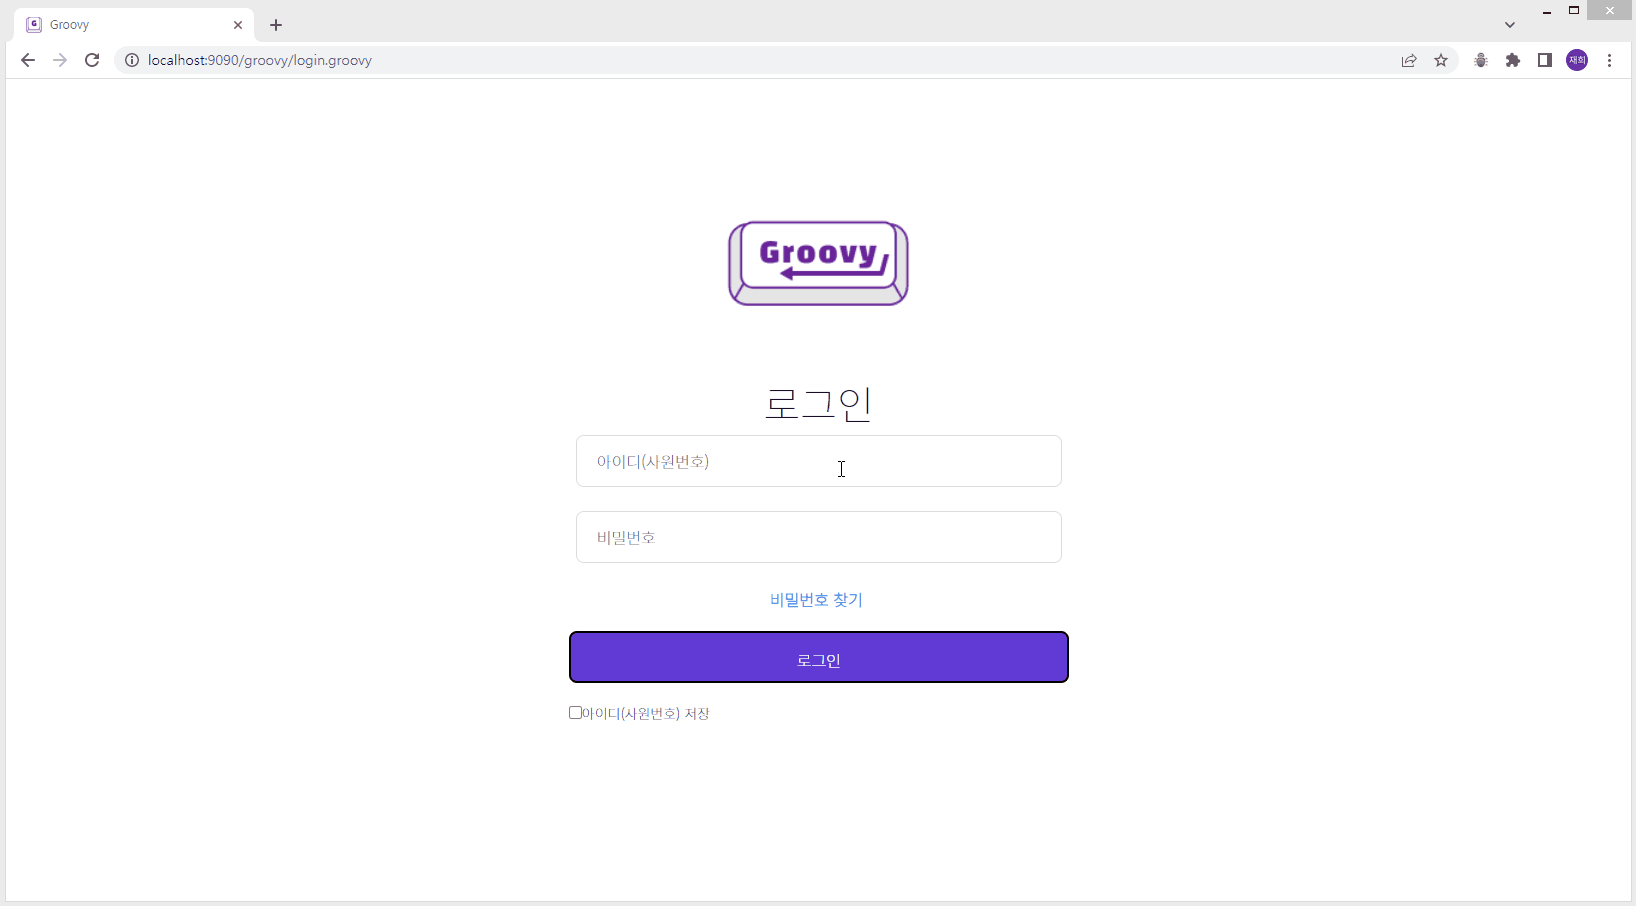 Groovy
localhost:9090/groovy/login.groovy
재희
Groovy
로그인
아이디(사원번호)
비밀번호
비밀번호 찾기
로그인
아이디(사원번호) 저장